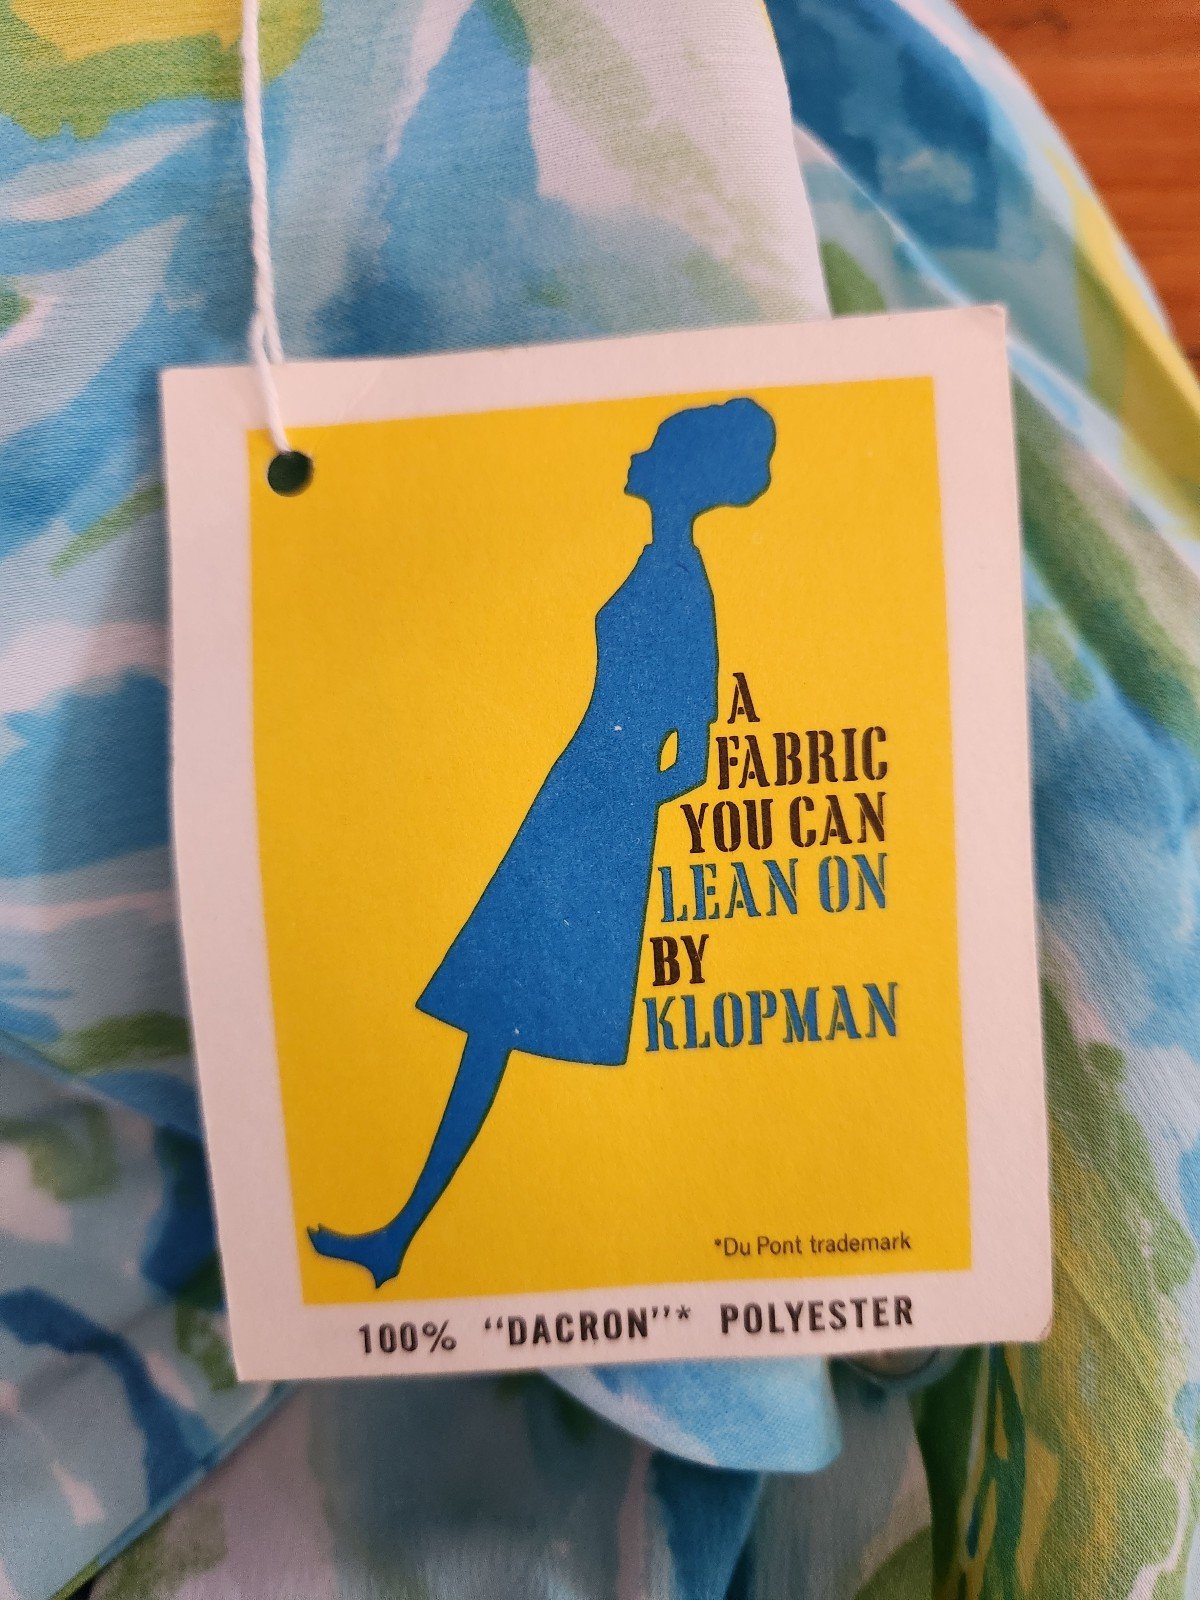 A
FABRIC
YOU CAN
LEAN ON
BY
KLOPMAN
*Du Pont trademark
100% "DACRON"* POLYESTER